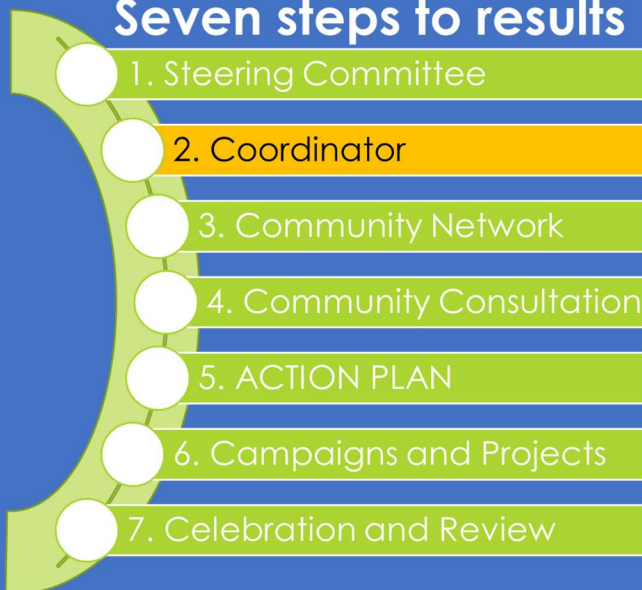 Seven steps to results
1. Steering Committee
2. Coordinator
3. Community Network
4. Community Consultation
5. ACTION PLAN
6. Campaigns and Projects
7. Celebration and Review